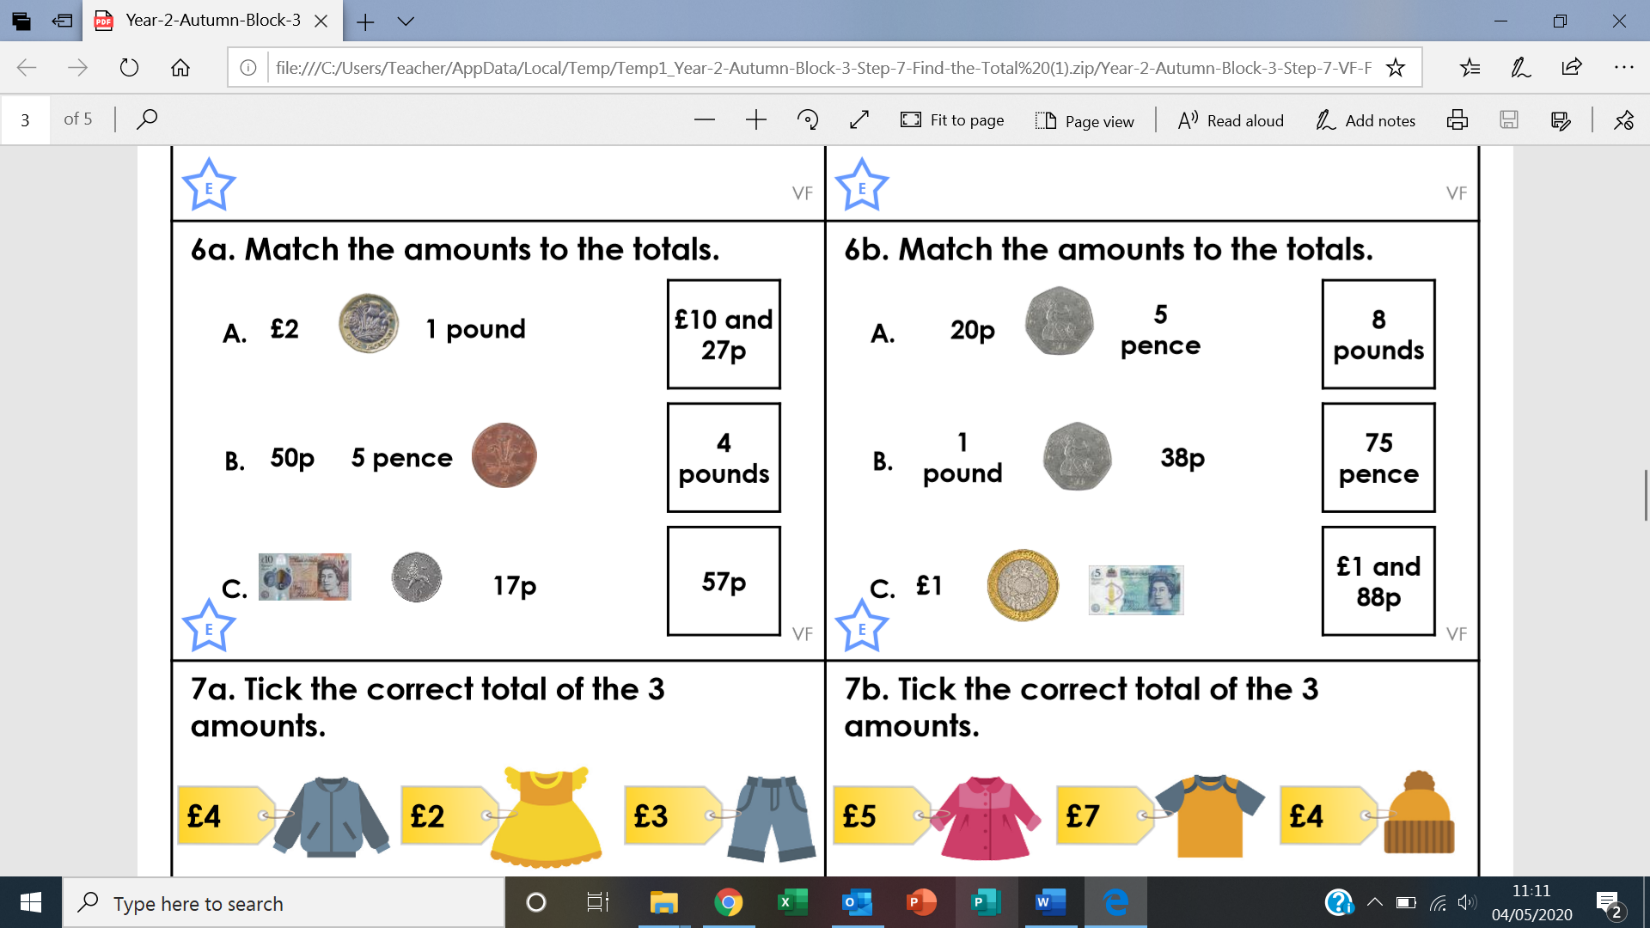 Year-2-Autumn-Block-3
file:///C:/Users/Teacher/AppData/Local/Temp/Temp1_Year-2-Autumn-Block-3-Step-7-Find-the-Total%20(1).zip/Year-2-Autumn-Block-3-Step-7-VF-F
3 of 5
Fit to page
Page view
Read aloud
Add notes
E
VF
E
VF
6a. Match the amounts to the totals.
A. £2 1 pound
£10 and
27p
B. 50p 5 pence
4
pounds
C. 17p
57p
E
VF
6b. Match the amounts to the totals.
A. 20p 5
pence
8
pounds
B. 1
pound
38p
75
pence
C. £1
£1 and
88p
E
VF
7a. Tick the correct total of the 3
amounts.
£4 £2 £3
7b. Tick the correct total of the 3
amounts.
£5 £7 £4
Type here to search
11:11
04/05/2020
2